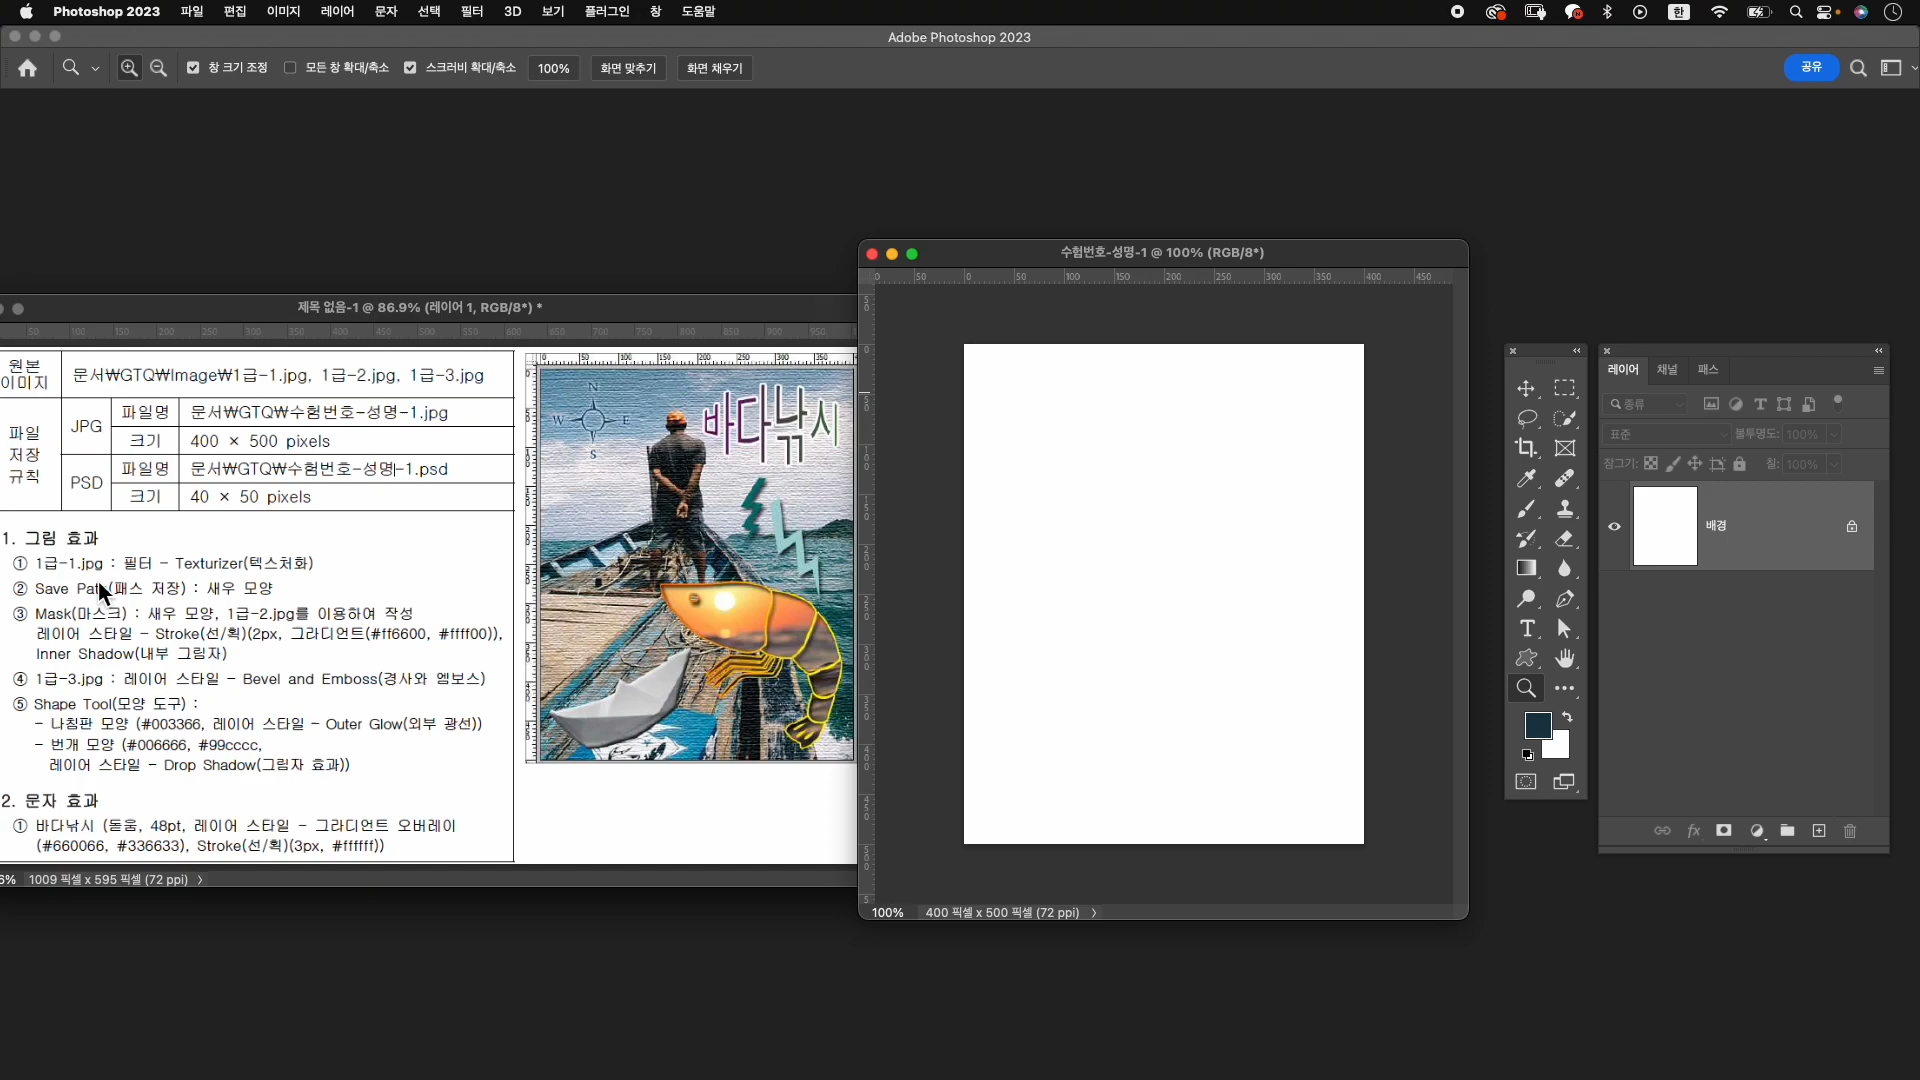 Photoshop 2023 파일 편집 이미지 레이어 문자 선택 필터 3D 보기 플러그인 창 도움말
Adobe Photoshop 2023
창 크기 조정 모든 창 확대/축소 스크러비 확대/축소 100% 화면 맞추기 화면 채우기 공유
수험번호-성명-1 @ 100% (RGB/8*)
제목 없음-1 @ 86.9% (레이어 1, RGB/8*) *
원본 이미지 문서₩GTQ₩Image₩1급-1.jpg, 1급-2.jpg, 1급-3.jpg
파일 저장 규칙
JPG 파일명 문서₩GTQ₩수험번호-성명-1.jpg
크기 400 × 500 pixels
PSD 파일명 문서₩GTQ₩수험번호-성명-1.psd
크기 40 × 50 pixels
1. 그림 효과
① 1급-1.jpg : 필터 - Texturizer(텍스처화)
② Save Pat (패스 저장) : 새우 모양
③ Mask(마스크) : 새우 모양, 1급-2.jpg를 이용하여 작성
레이어 스타일 - Stroke(선/획)(2px, 그라디언트(#ff6600, #ffff00)),
Inner Shadow(내부 그림자)
④ 1급-3.jpg : 레이어 스타일 - Bevel and Emboss(경사와 엠보스)
⑤ Shape Tool(모양 도구) :
- 나침판 모양 (#003366, 레이어 스타일 - Outer Glow(외부 광선))
- 번개 모양 (#006666, #99cccc,
레이어 스타일 - Drop Shadow(그림자 효과))
2. 문자 효과
① 바다낚시 (돋움, 48pt, 레이어 스타일 - 그라디언트 오버레이
(#660066, #336633), Stroke(선/획)(3px, #ffffff))
N
W E
S
바다낚시
6% 1009 픽셀 x 595 픽셀 (72 ppi)
100% 400 픽셀 x 500 픽셀 (72 ppi)
레이어 채널 패스
종류
표준 불투명도: 100%
잠그기: 칠: 100%
배경